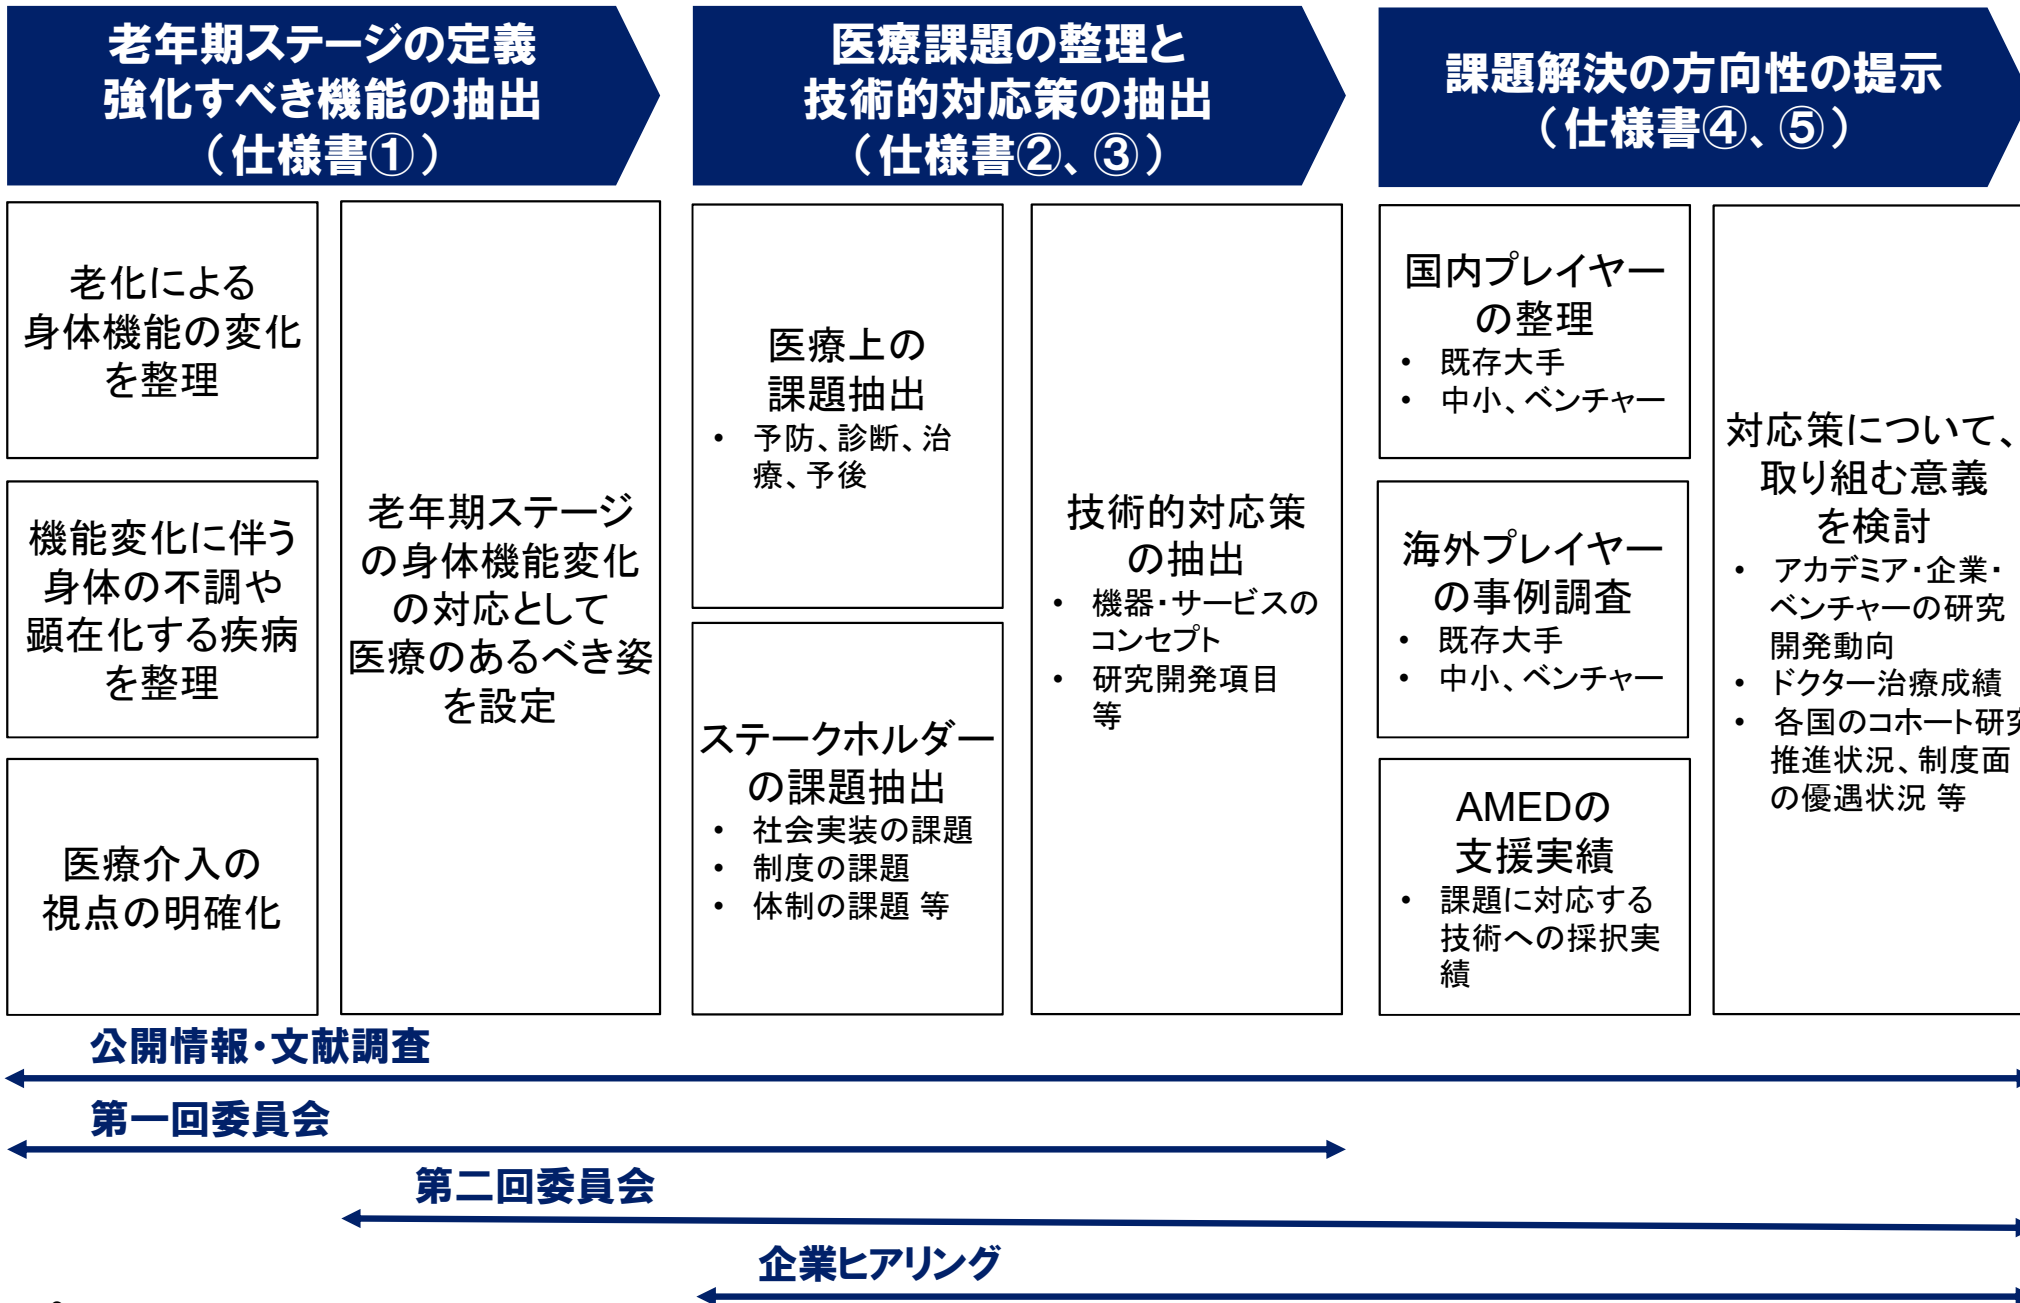 老年期ステージの定義
強化すべき機能の抽出
（仕様書①）
医療課題の整理と
技術的対応策の抽出
（仕様書②、③）
課題解決の方向性の提示
（仕様書④、⑤）
老化による
身体機能の変化
を整理
機能変化に伴う
身体の不調や
顕在化する疾病
を整理
医療介入の
視点の明確化
老年期ステージ
の身体機能変化
の対応として
医療のあるべき姿
を設定
医療上の
課題抽出
• 予防、診断、治
療、予後
ステークホルダー
の課題抽出
• 社会実装の課題
• 制度の課題
• 体制の課題 等
技術的対応策
の抽出
• 機器・サービスの
コンセプト
• 研究開発項目
等
国内プレイヤー
の整理
• 既存大手
• 中小、ベンチャー
海外プレイヤー
の事例調査
• 既存大手
• 中小、ベンチャー
AMEDの
支援実績
• 課題に対応する
技術への採択実
績
対応策について、
取り組む意義
を検討
• アカデミア・企業・
ベンチャーの研究
開発動向
• ドクター治療成績
• 各国のコホート研究
推進状況、制度面
の優遇状況 等
公開情報・文献調査
第一回委員会
第二回委員会
企業ヒアリング